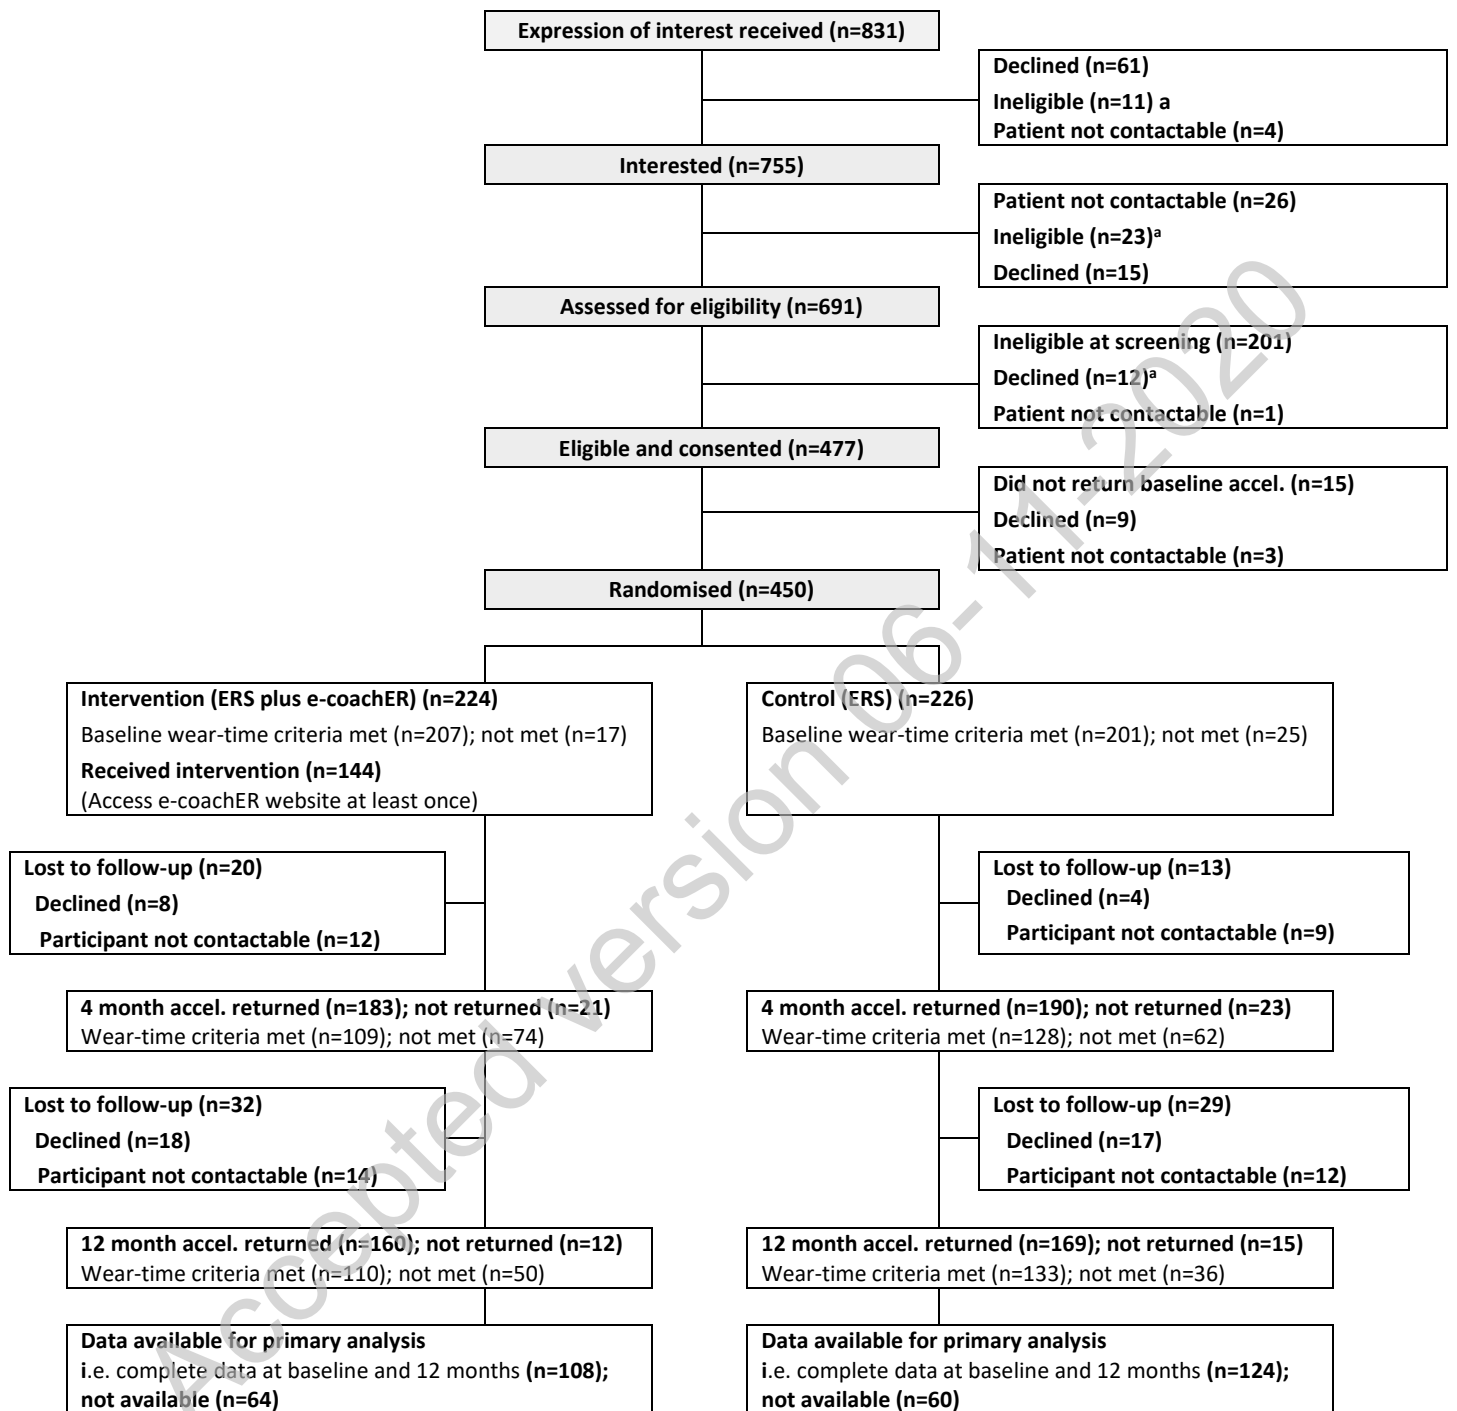 Expression of interest received (n=831)
Declined (n=61)
Ineligible (n=11) a
Patient not contactable (n=4)
Interested (n=755)
Patient not contactable (n=26)
Ineligible (n=23)ᵃ
Declined (n=15)
Assessed for eligibility (n=691)
Ineligible at screening (n=201)
Declined (n=12)ᵃ
Patient not contactable (n=1)
Eligible and consented (n=477)
Did not return baseline accel. (n=15)
Declined (n=9)
Patient not contactable (n=3)
Randomised (n=450)
Intervention (ERS plus e-coachER) (n=224)
Baseline wear-time criteria met (n=207); not met (n=17)
Received intervention (n=144)
(Access e-coachER website at least once)
Control (ERS) (n=226)
Baseline wear-time criteria met (n=201); not met (n=25)
Lost to follow-up (n=20)
Declined (n=8)
Participant not contactable (n=12)
Lost to follow-up (n=13)
Declined (n=4)
Participant not contactable (n=9)
4 month accel. returned (n=183); not returned (n=21)
Wear-time criteria met (n=109); not met (n=74)
4 month accel. returned (n=190); not returned (n=23)
Wear-time criteria met (n=128); not met (n=62)
Lost to follow-up (n=32)
Declined (n=18)
Participant not contactable (n=14)
Lost to follow-up (n=29)
Declined (n=17)
Participant not contactable (n=12)
12 month accel. returned (n=160); not returned (n=12)
Wear-time criteria met (n=110); not met (n=50)
12 month accel. returned (n=169); not returned (n=15)
Wear-time criteria met (n=133); not met (n=36)
Data available for primary analysis
i.e. complete data at baseline and 12 months (n=108);
not available (n=64)
Data available for primary analysis
i.e. complete data at baseline and 12 months (n=124);
not available (n=60)
Accepted version 06-11-2020